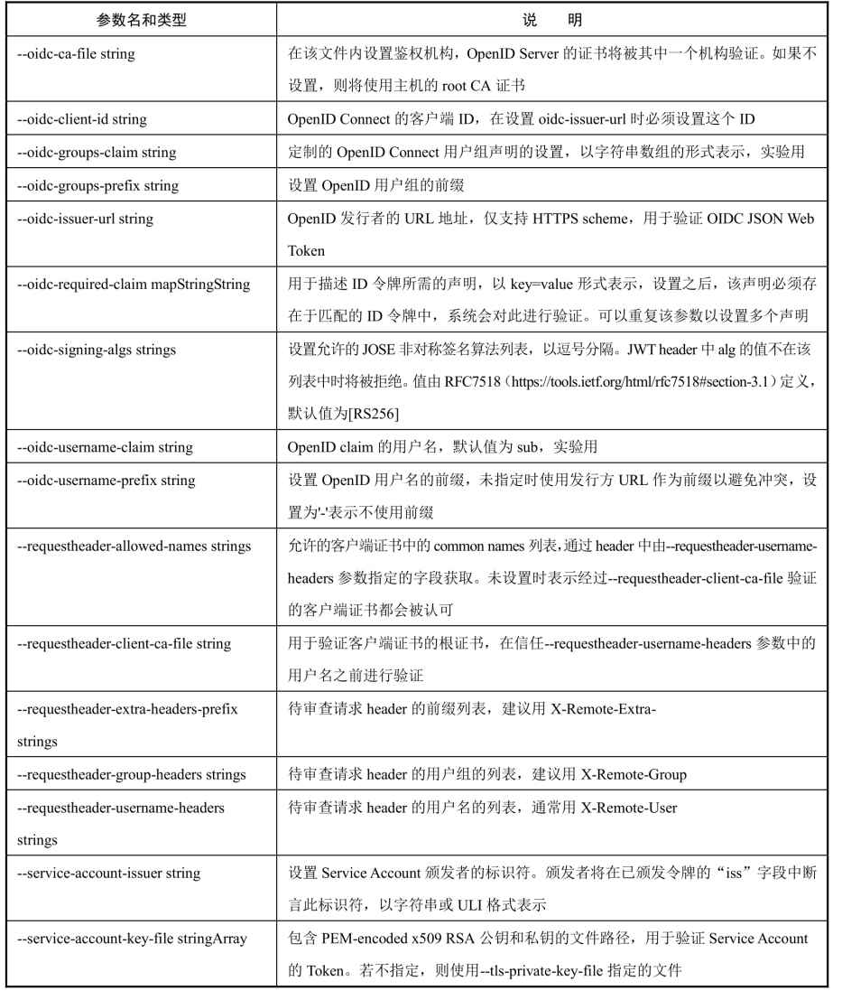 参数名和类型
说 明
--oidc-ca-file string
在该文件内设置鉴权机构，OpenID Server 的证书将被其中一个机构验证。如果不
设置，则将使用主机的 root CA 证书
--oidc-client-id string
OpenID Connect 的客户端 ID，在设置 oidc-issuer-url 时必须设置这个 ID
--oidc-groups-claim string
定制的 OpenID Connect 用户组声明的设置，以字符串数组的形式表示，实验用
--oidc-groups-prefix string
设置 OpenID 用户组的前缀
--oidc-issuer-url string
OpenID 发行者的 URL 地址，仅支持 HTTPS scheme，用于验证 OIDC JSON Web
Token
--oidc-required-claim mapStringString
用于描述 ID 令牌所需的声明，以 key=value 形式表示，设置之后，该声明必须存
在于匹配的 ID 令牌中，系统会对此进行验证。可以重复该参数以设置多个声明
--oidc-signing-algs strings
设置允许的 JOSE 非对称签名算法列表，以逗号分隔。JWT header 中 alg 的值不在该
列表中时将被拒绝。值由 RFC7518（https://tools.ietf.org/html/rfc7518#section-3.1）定义，
默认值为[RS256]
--oidc-username-claim string
OpenID claim 的用户名，默认值为 sub，实验用
--oidc-username-prefix string
设置 OpenID 用户名的前缀，未指定时使用发行方 URL 作为前缀以避免冲突，设
置为'-'表示不使用前缀
--requestheader-allowed-names strings
允许的客户端证书中的 common names 列表，通过 header 中由--requestheader-username-
headers 参数指定的字段获取。未设置时表示经过--requestheader-client-ca-file 验证
的客户端证书都会被认可
--requestheader-client-ca-file string
用于验证客户端证书的根证书，在信任--requestheader-username-headers 参数中的
用户名之前进行验证
--requestheader-extra-headers-prefix
strings
待审查请求 header 的前缀列表，建议用 X-Remote-Extra-
--requestheader-group-headers strings
待审查请求 header 的用户组的列表，建议用 X-Remote-Group
--requestheader-username-headers
strings
待审查请求 header 的用户名的列表，通常用 X-Remote-User
--service-account-issuer string
设置 Service Account 颁发者的标识符。颁发者将在已颁发令牌的“iss”字段中断
言此标识符，以字符串或 ULI 格式表示
--service-account-key-file stringArray
包含 PEM-encoded x509 RSA 公钥和私钥的文件路径，用于验证 Service Account
的 Token。若不指定，则使用--tls-private-key-file 指定的文件